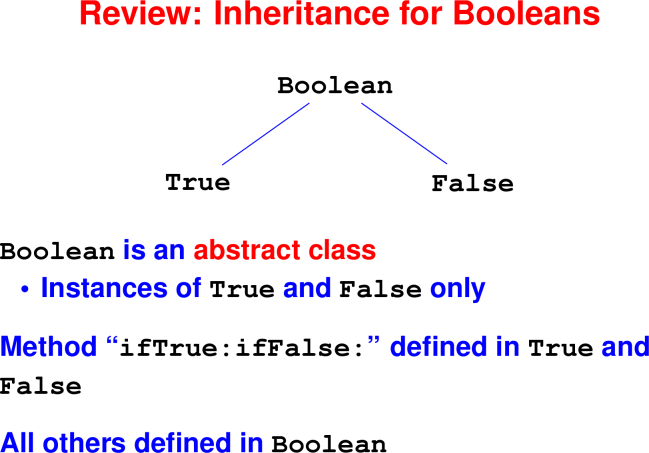 Review: Inheritance for Booleans
Boolean
True False
Boolean is an abstract class
• Instances of True and False only
Method “ifTrue:ifFalse:” defined in True and
False
All others defined in Boolean